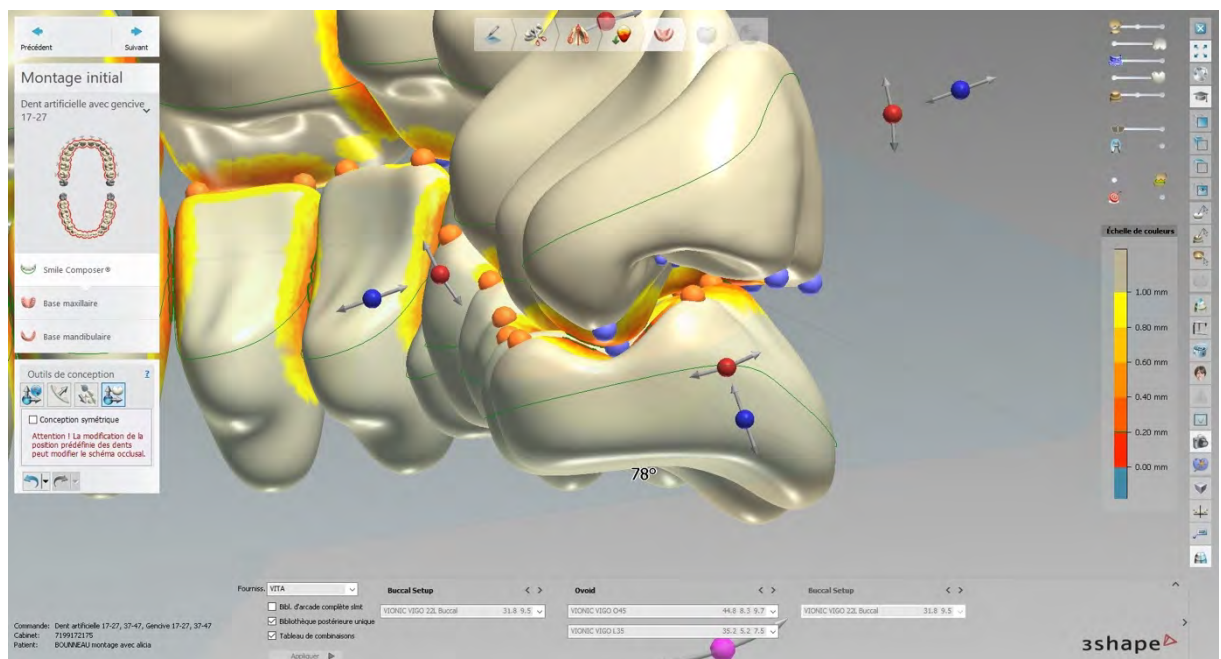 Précédent
Suivant
Montage initial
Dent artificielle avec gencive
17-27
Smile Composer®
Base maxillaire
Base mandibulaire
Outils de conception ?
Conception symétrique
Attention ! La modification de la
position prédéfinie des dents
peut modifier le schéma occlusal.
Échelle de couleurs
1.00 mm
0.80 mm
0.60 mm
0.40 mm
0.20 mm
0.00 mm
78°
Fourniss. VITA
Bibl. d'arcade complète slmt
Bibliothèque postérieure unique
Tableau de combinaisons
Appliquer
Buccal Setup < >
VIONIC VIGO 22L Buccal 31.8 9.5
Ovoid < >
VIONIC VIGO O45 44.8 8.3 9.7
VIONIC VIGO L35 35.2 5.2 7.5
Buccal Setup < >
VIONIC VIGO 22L Buccal 31.8 9.5
Commande: Dent artificielle 17-27, 37-47, Gencive 17-27, 37-47
Cabinet: 7199172175
Patient: BOUNNEAU montage avec alicia
3shape